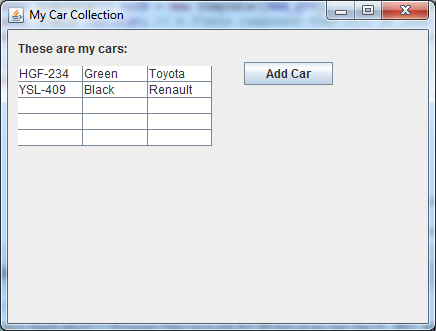 My Car Collection
These are my cars:
HGF-234 Green Toyota
Add Car
YSL-409 Black Renault